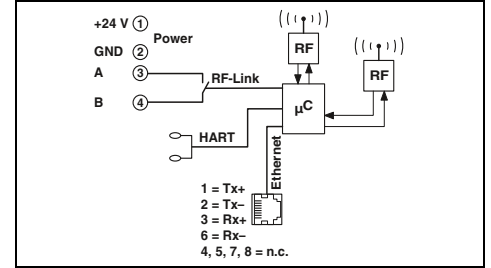 +24 V 1
Power
GND 2
A 3
RF-Link
B 4
HART
RF
RF
µC
Ethernet
1 = Tx+
2 = Tx–
3 = Rx+
6 = Rx–
4, 5, 7, 8 = n.c.